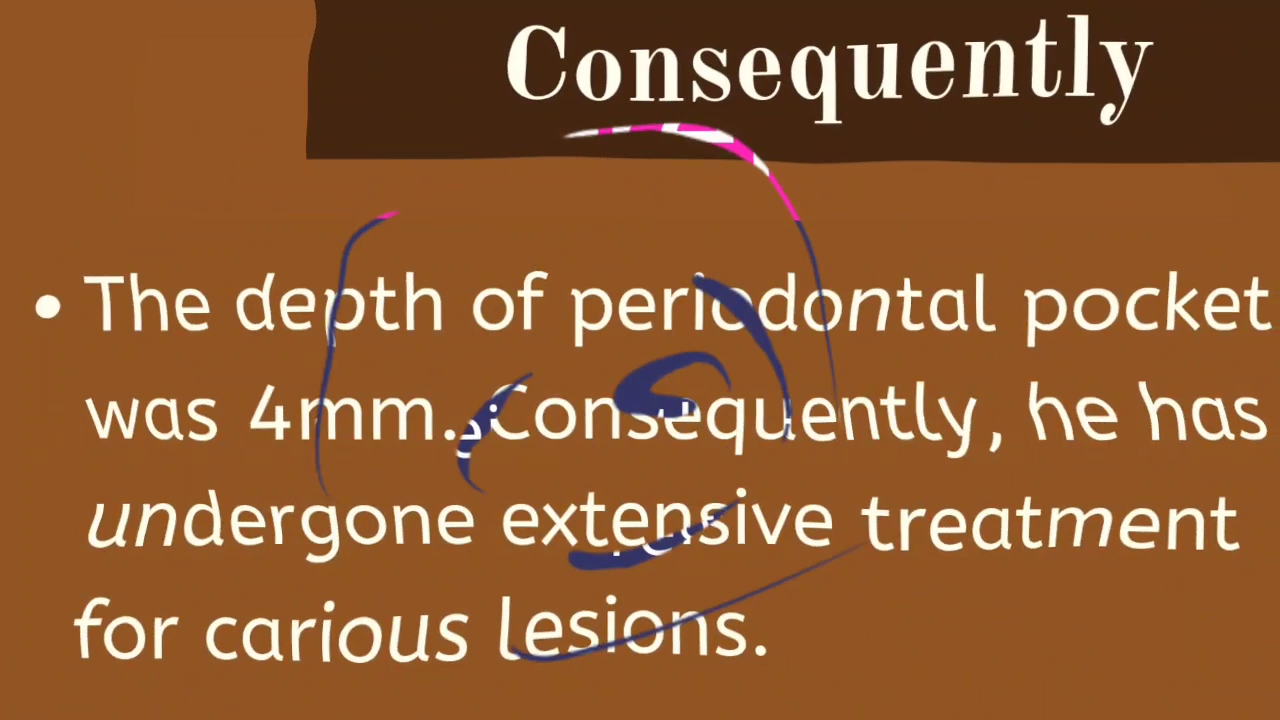 Consequently
• The depth of periodontal pocket
was 4mm. Consequently, he has
undergone extensive treatment
for carious lesions.